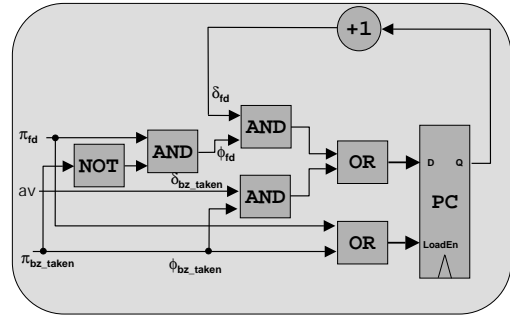 +1
δfd
πfd
AND
AND
ϕfd
NOT
OR
D Q
δbz_taken
av
AND
PC
OR
LoadEn
πbz_taken
ϕbz_taken